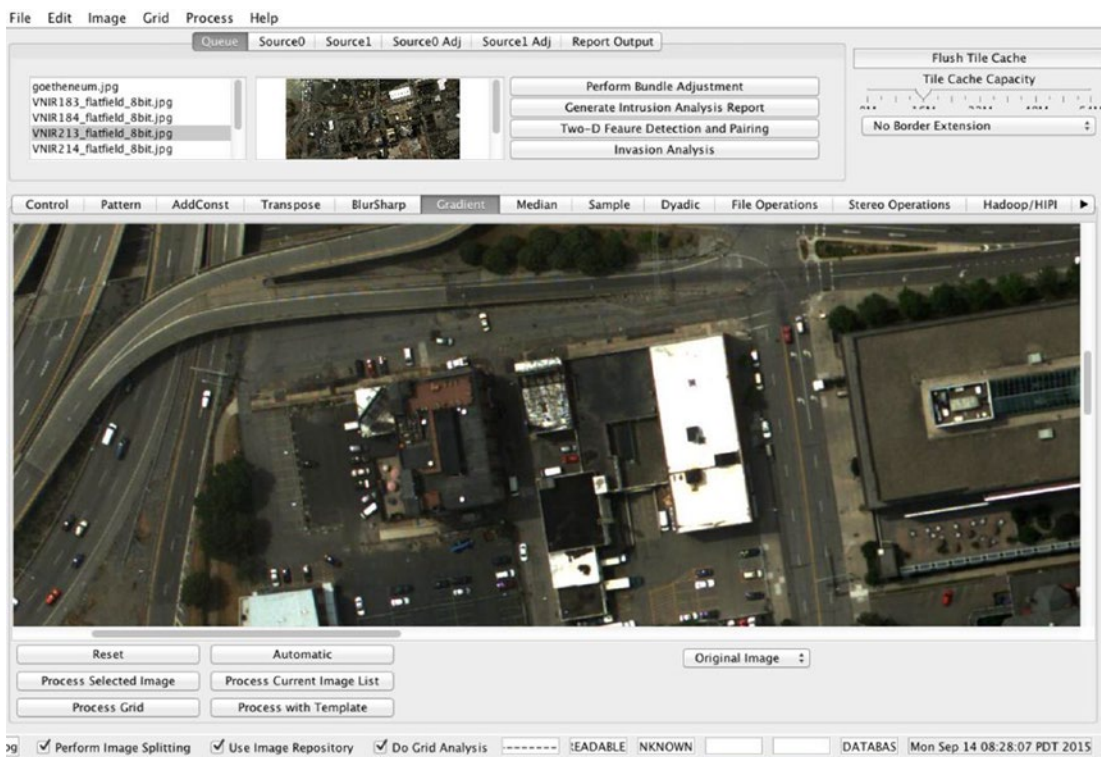 File Edit Image Grid Process Help
Queue Source0 Source1 Source0 Adj Source1 Adj Report Output
goetheneum.jpg
VNIR183_flatfield_8bit.jpg
VNIR184_flatfield_8bit.jpg
VNIR213_flatfield_8bit.jpg
VNIR214_flatfield_8bit.jpg
Perform Bundle Adjustment
Generate Intrusion Analysis Report
Two-D Feaure Detection and Pairing
Invasion Analysis
Flush Tile Cache
Tile Cache Capacity
No Border Extension
Control Pattern AddConst Transpose BlurSharp Gradient Median Sample Dyadic File Operations Stereo Operations Hadoop/HIPI
Reset Automatic
Original Image
Process Selected Image Process Current Image List
Process Grid Process with Template
Perform Image Splitting Use Image Repository Do Grid Analysis -------- EADABLE NKNOWN DATABAS Mon Sep 14 08:28:07 PDT 2015